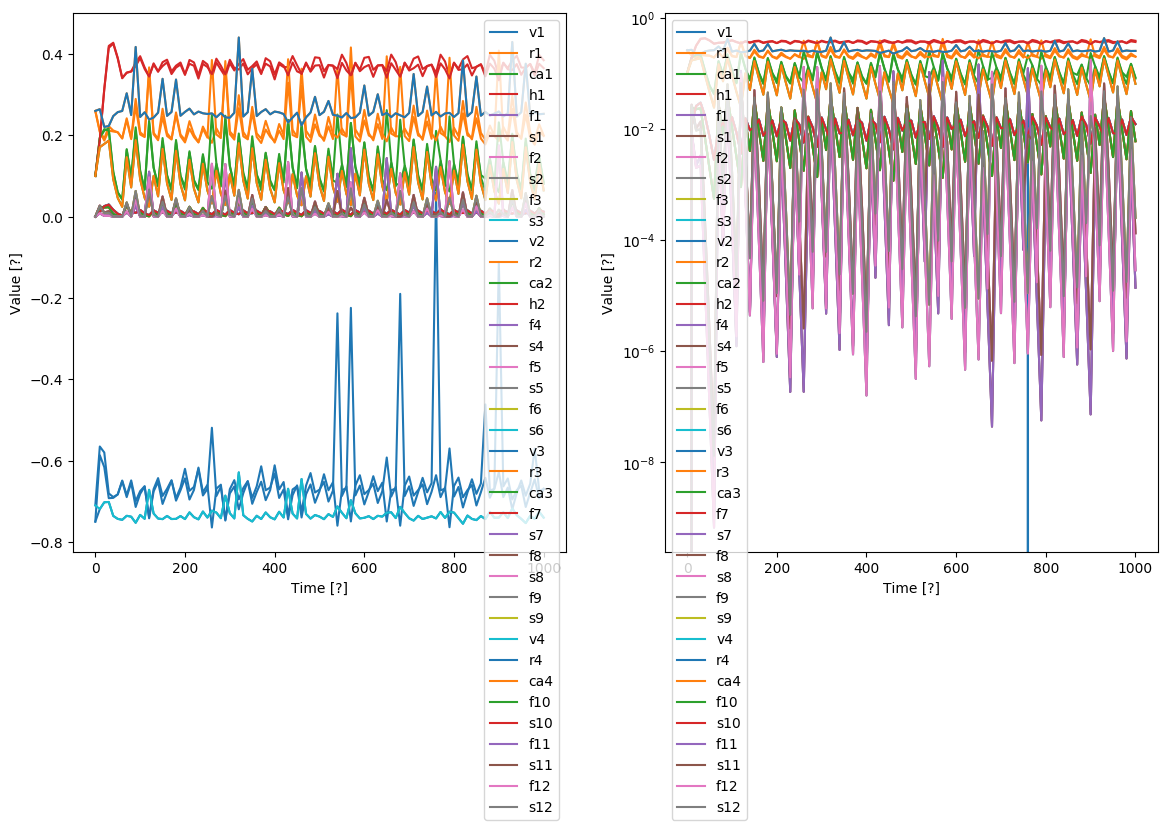 0.4
0.2
0.0
−0.2
−0.4
−0.6
−0.8
Value [?]
0
200
400
600
800
1000
Time [?]
v1
r1
ca1
h1
f1
s1
f2
s2
f3
s3
v2
r2
ca2
h2
f4
s4
f5
s5
f6
s6
v3
r3
ca3
f7
s7
f8
s8
f9
s9
v4
r4
ca4
f10
s10
f11
s11
f12
s12
10⁰
10⁻²
10⁻⁴
10⁻⁶
10⁻⁸
Value [?]
0
200
400
600
800
1000
Time [?]
v1
r1
ca1
h1
f1
s1
f2
s2
f3
s3
v2
r2
ca2
h2
f4
s4
f5
s5
f6
s6
v3
r3
ca3
f7
s7
f8
s8
f9
s9
v4
r4
ca4
f10
s10
f11
s11
f12
s12